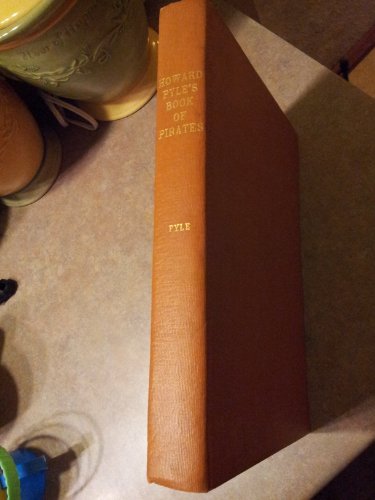 HOWARD
PYLE'S
BOOK
OF
PIRATES
PYLE